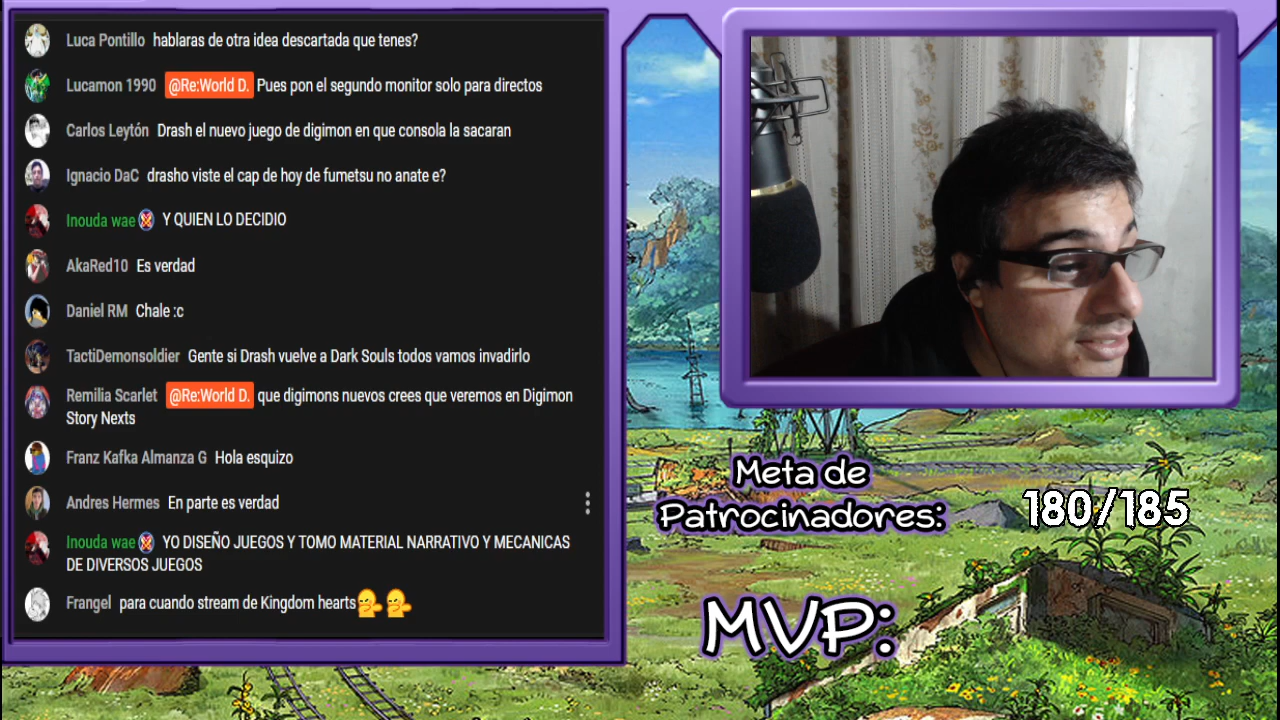 Luca Pontillo hablaras de otra idea descartada que tenes?
Lucamon 1990 @Re:World D. Pues pon el segundo monitor solo para directos
Carlos Leytón Drash el nuevo juego de digimon en que consola la sacaran
Ignacio DaC drasho viste el cap de hoy de fumetsu no anate e?
Inouda wae Y QUIEN LO DECIDIO
AkaRed10 Es verdad
Daniel RM Chale :c
TactiDemonsoldier Gente si Drash vuelve a Dark Souls todos vamos invadirlo
Remilia Scarlet @Re:World D. que digimons nuevos crees que veremos en Digimon
Story Nexts
Franz Kafka Almanza G Hola esquizo
Andres Hermes En parte es verdad
Inouda wae YO DISEÑO JUEGOS Y TOMO MATERIAL NARRATIVO Y MECANICAS
DE DIVERSOS JUEGOS
Frangel para cuando stream de Kingdom hearts
Meta de
Patrocinadores:
180/185
MVP: